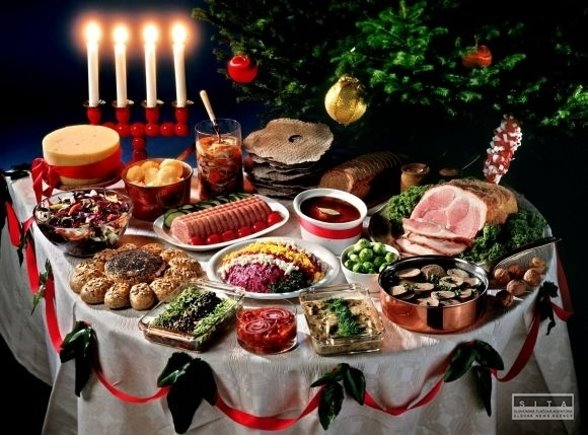 SITA
SLOVENSKÁ TLAČOVÁ AGENTÚRA
SLOVAK NEWS AGENCY